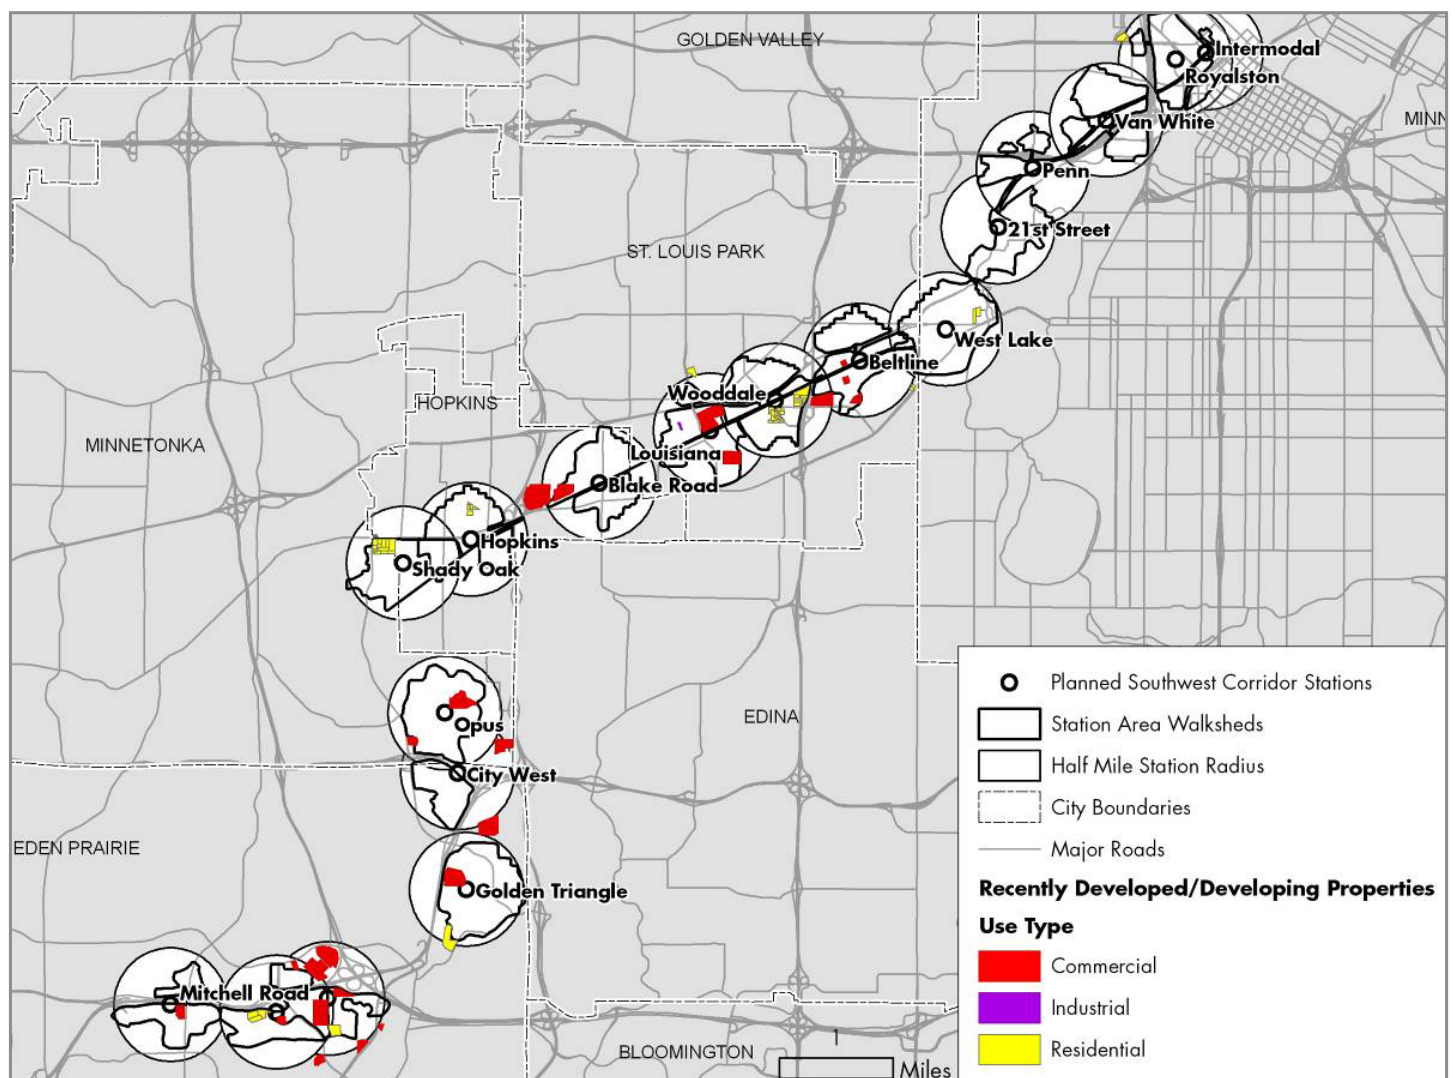 GOLDEN VALLEY
Intermodal
Royalston
Van White
MINN
Penn
21st Street
ST. LOUIS PARK
West Lake
Beltline
Wooddale
HOPKINS
MINNETONKA
Louisiana
Blake Road
Hopkins
Shady Oak
Opus
EDINA
City West
EDEN PRAIRIE
Golden Triangle
Mitchell Road
BLOOMINGTON
1
Miles
Planned Southwest Corridor Stations
Station Area Walksheds
Half Mile Station Radius
City Boundaries
Major Roads
Recently Developed/Developing Properties
Use Type
Commercial
Industrial
Residential